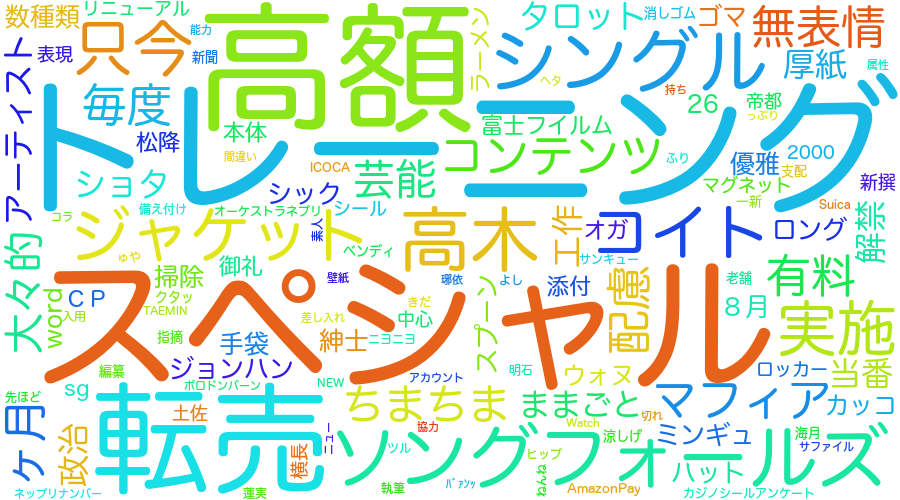 数種類
リニューアル
能力
高額
ラーメン
タロット
消しゴム
ゴマ
無表情
只今
新聞
表現
アーティスト
シングル
ヘタ
厚紙
属性
毎度
トレーニング
持ち
26
帝都
っぷり
松降
本体
富士フイルム
間違い
ICOCA
芸能
コンテンツ
ふり
優雅
2000
支配
ショタ
シック
マグネット
新撰
一新
Suica
コラ
備え付け
オーケストラネプリ
シール
素人
ジャケット
高木
工作
オガ
コイト
ロング
解禁
サンキュー
大々的
ゅや
ベンディ
掃除
御礼
壁紙
琊依
よし
添付
配慮
老舗
有料
word
ＣＰ
クタッ
TAEMIN
入用
スペシャル
差し入れ
きだ
中心
スプーン
８月
実施
指摘
手袋
紳士
ニヨニヨ
編纂
ジョンハン
sg
ボロドンバーン
NEW
アカウント
明石
ウォヌ
ロッカー
当番
先ほど
ヶ月
転売
土佐
ちまちま
ままごと
マフィア
カッコ
政治
横長
ニュー
協力
Watch
切れ
ソングフォールズ
ツル
ヒップ
涼しげ
ミンギュ
海月
サファイル
ネップリナンバー
蓮実
執筆
ﾊﾞｧﾝｯ
ねんね
AmazonPay
ハット
カジノシールアンケート